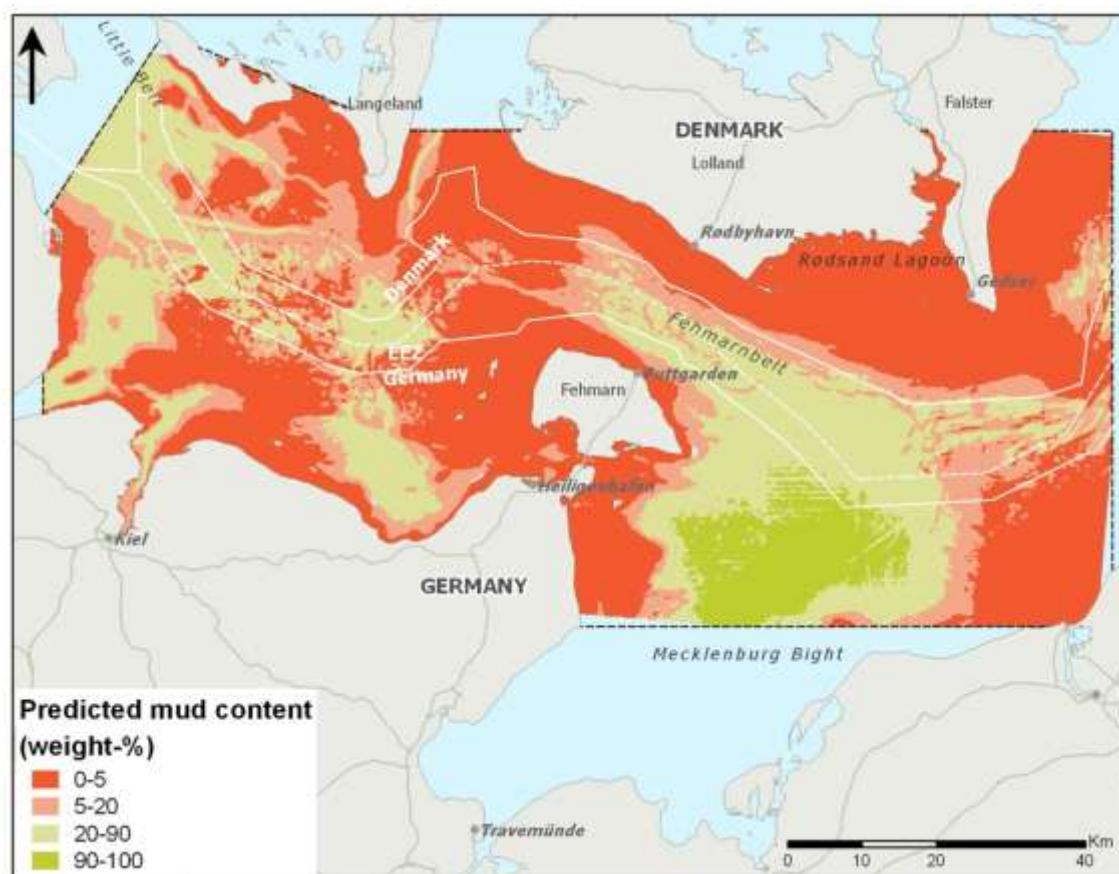 Little Belt
Langeland
Falster
DENMARK
Lolland
Rødbyhavn
Rødsand Lagoon
Gedser
Denmark
EEZ
Germany
Fehmarnbelt
Puttgarden
Fehmarn
Heiligenhafen
Kiel
GERMANY
Mecklenburg Bight
Predicted mud content
(weight-%)
0-5
5-20
20-90
90-100
Travemünde
Km
0 10 20 40